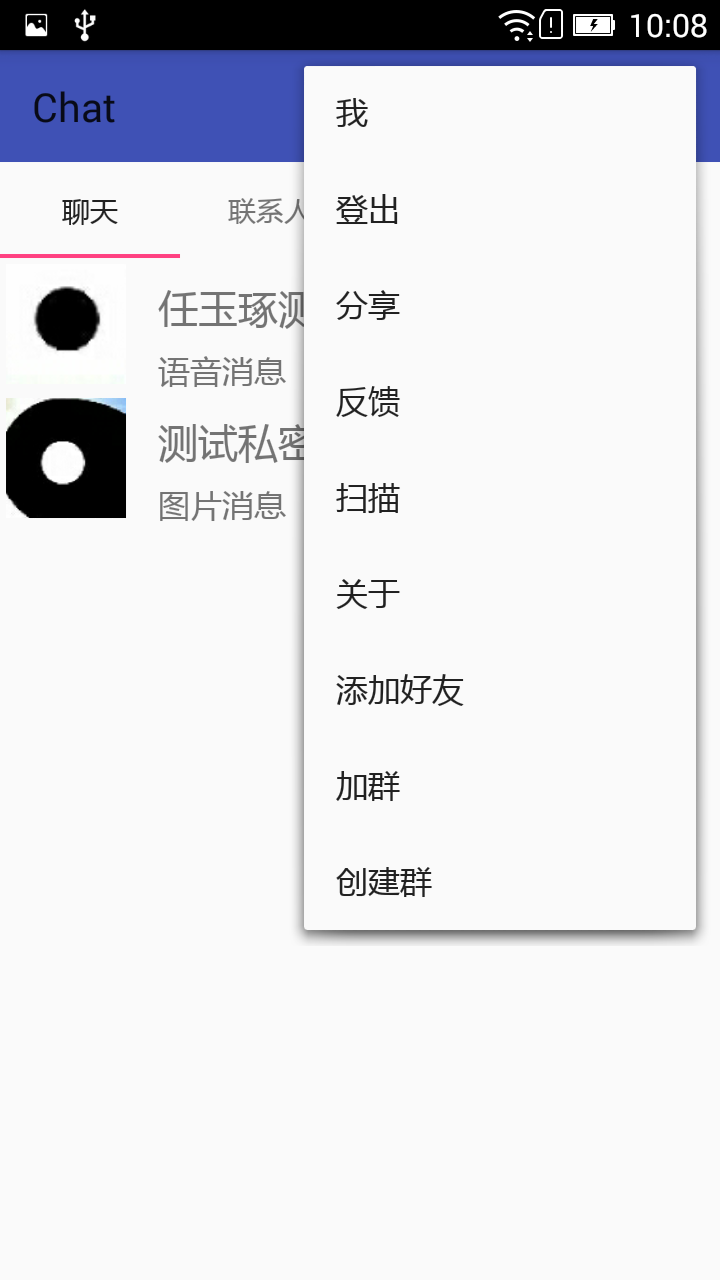 10:08
Chat
聊天
联系人
任玉琢测
语音消息
测试私密
图片消息
我
登出
分享
反馈
扫描
关于
添加好友
加群
创建群